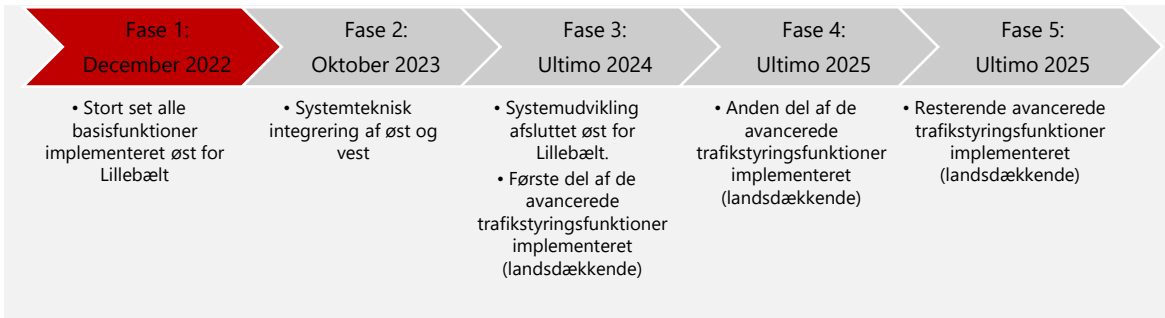 Fase 1:
December 2022
• Stort set alle
basisfunktioner
implementeret øst for
Lillebælt
Fase 2:
Oktober 2023
• Systemteknisk
integrering af øst og
vest
Fase 3:
Ultimo 2024
• Systemudvikling
afsluttet øst for
Lillebælt.
• Første del af de
avancerede
trafikstyringsfunktioner
implementeret
(landsdækkende)
Fase 4:
Ultimo 2025
• Anden del af de
avancerede
trafikstyringsfunktioner
implementeret
(landsdækkende)
Fase 5:
Ultimo 2025
• Resterende avancerede
trafikstyringsfunktioner
implementeret
(landsdækkende)